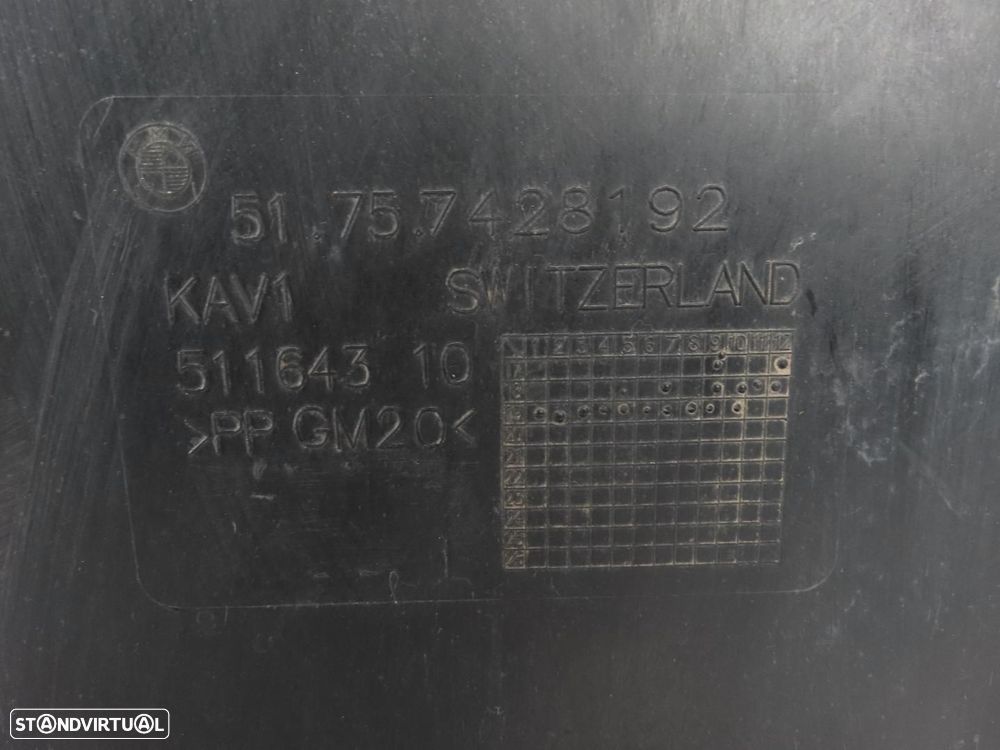 BMW
51.75.7428192
KAV1 SWITZERLAND
511643 10
>PP GM20<
1 2 3 4 5 6 7 8 9 10 11 12
STANDVIRTUAL